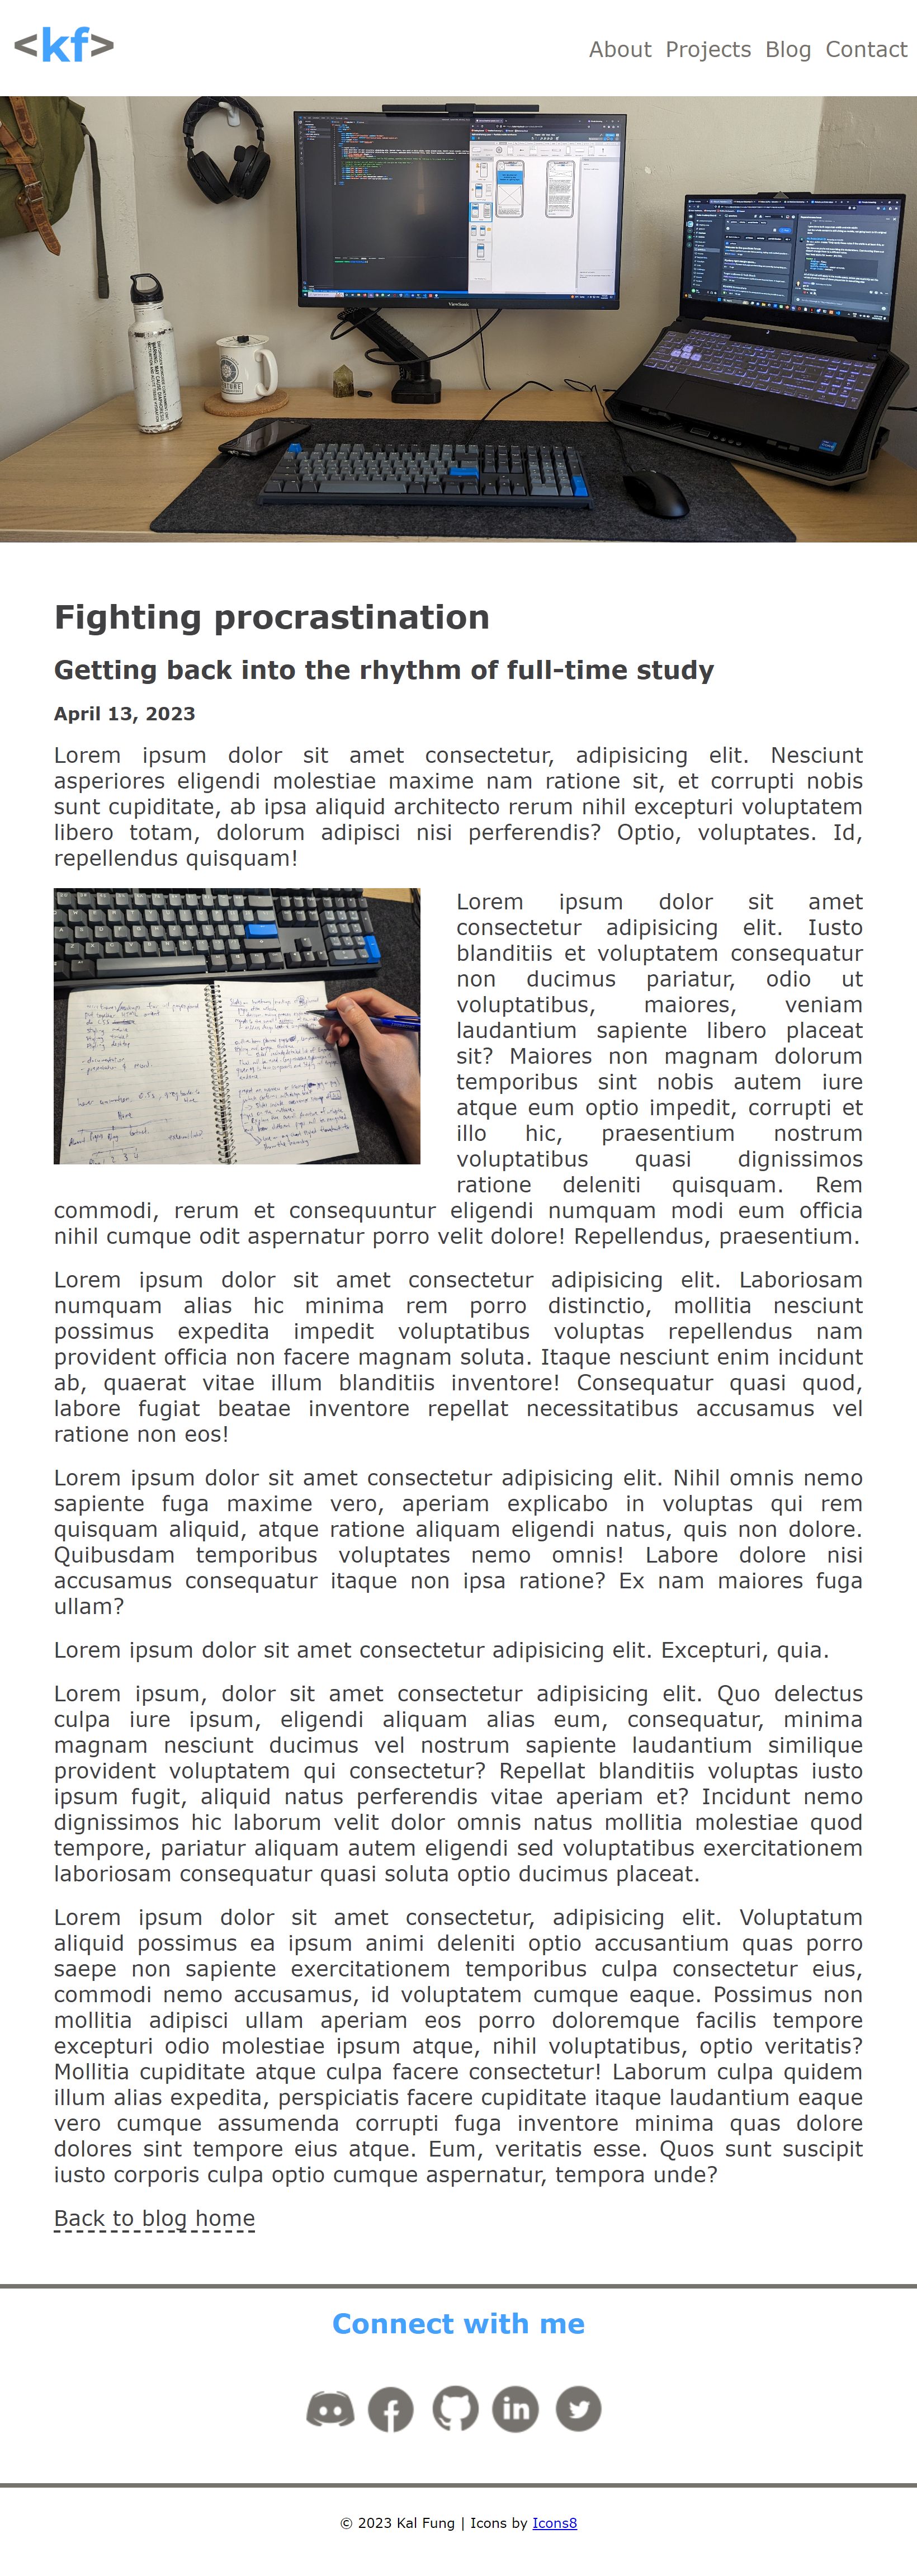 <kf>
About Projects Blog Contact
ViewSonic
Fighting procrastination
Getting back into the rhythm of full-time study
April 13, 2023
Lorem ipsum dolor sit amet consectetur, adipisicing elit. Nesciunt
asperiores eligendi molestiae maxime nam ratione sit, et corrupti nobis
sunt cupiditate, ab ipsa aliquid architecto rerum nihil excepturi voluptatem
libero totam, dolorum adipisci nisi perferendis? Optio, voluptates. Id,
repellendus quisquam!
Lorem ipsum dolor sit amet
consectetur adipisicing elit. Iusto
blanditiis et voluptatem consequatur
non ducimus pariatur, odio ut
voluptatibus, maiores, veniam
laudantium sapiente libero placeat
sit? Maiores non magnam dolorum
temporibus sint nobis autem iure
atque eum optio impedit, corrupti et
illo hic, praesentium nostrum
voluptatibus quasi dignissimos
ratione deleniti quisquam. Rem
commodi, rerum et consequuntur eligendi numquam modi eum officia
nihil cumque odit aspernatur porro velit dolore! Repellendus, praesentium.
Lorem ipsum dolor sit amet consectetur adipisicing elit. Laboriosam
numquam alias hic minima rem porro distinctio, mollitia nesciunt
possimus expedita impedit voluptatibus voluptas repellendus nam
provident officia non facere magnam soluta. Itaque nesciunt enim incidunt
ab, quaerat vitae illum blanditiis inventore! Consequatur quasi quod,
labore fugiat beatae inventore repellat necessitatibus accusamus vel
ratione non eos!
Lorem ipsum dolor sit amet consectetur adipisicing elit. Nihil omnis nemo
sapiente fuga maxime vero, aperiam explicabo in voluptas qui rem
quisquam aliquid, atque ratione aliquam eligendi natus, quis non dolore.
Quibusdam temporibus voluptates nemo omnis! Labore dolore nisi
accusamus consequatur itaque non ipsa ratione? Ex nam maiores fuga
ullam?
Lorem ipsum dolor sit amet consectetur adipisicing elit. Excepturi, quia.
Lorem ipsum, dolor sit amet consectetur adipisicing elit. Quo delectus
culpa iure ipsum, eligendi aliquam alias eum, consequatur, minima
magnam nesciunt ducimus vel nostrum sapiente laudantium similique
provident voluptatem qui consectetur? Repellat blanditiis voluptas iusto
ipsum fugit, aliquid natus perferendis vitae aperiam et? Incidunt nemo
dignissimos hic laborum velit dolor omnis natus mollitia molestiae quod
tempore, pariatur aliquam autem eligendi sed voluptatibus exercitationem
laboriosam consequatur quasi soluta optio ducimus placeat.
Lorem ipsum dolor sit amet consectetur, adipisicing elit. Voluptatum
aliquid possimus ea ipsum animi deleniti optio accusantium quas porro
saepe non sapiente exercitationem temporibus culpa consectetur eius,
commodi nemo accusamus, id voluptatem cumque eaque. Possimus non
mollitia adipisci ullam aperiam eos porro doloremque facilis tempore
excepturi odio molestiae ipsum atque, nihil voluptatibus, optio veritatis?
Mollitia cupiditate atque culpa facere consectetur! Laborum culpa quidem
illum alias expedita, perspiciatis facere cupiditate itaque laudantium eaque
vero cumque assumenda corrupti fuga inventore minima quas dolore
dolores sint tempore eius atque. Eum, veritatis esse. Quos sunt suscipit
iusto corporis culpa optio cumque aspernatur, tempora unde?
Back to blog home
Connect with me
© 2023 Kal Fung | Icons by Icons8